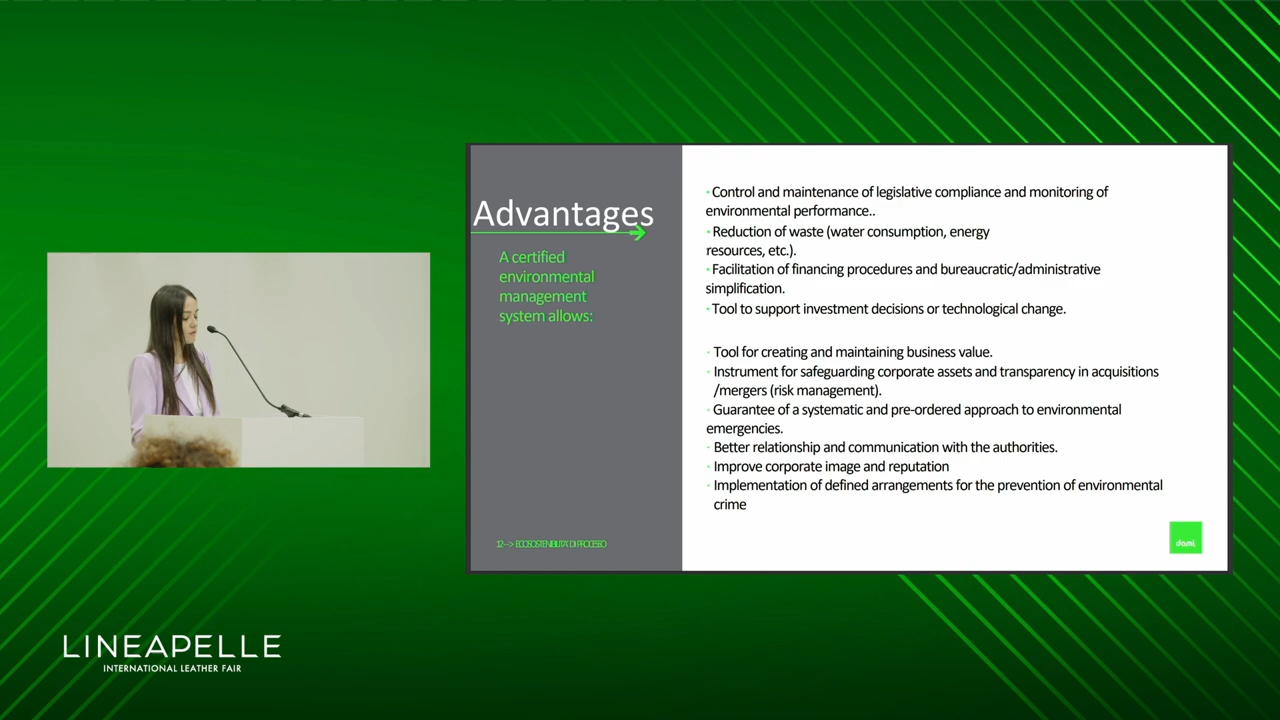 Advantages
A certified
environmental
management
system allows:
• Control and maintenance of legislative compliance and monitoring of
environmental performance..
• Reduction of waste (water consumption, energy
resources, etc.).
• Facilitation of financing procedures and bureaucratic/administrative
simplification.
• Tool to support investment decisions or technological change.
• Tool for creating and maintaining business value.
• Instrument for safeguarding corporate assets and transparency in acquisitions
/mergers (risk management).
• Guarantee of a systematic and pre-ordered approach to environmental
emergencies.
• Better relationship and communication with the authorities.
• Improve corporate image and reputation
• Implementation of defined arrangements for the prevention of environmental
crime
12--> ECOSOSTENIBILITA' DI PROCESSO
dami.
LINEAPELLE
INTERNATIONAL LEATHER FAIR